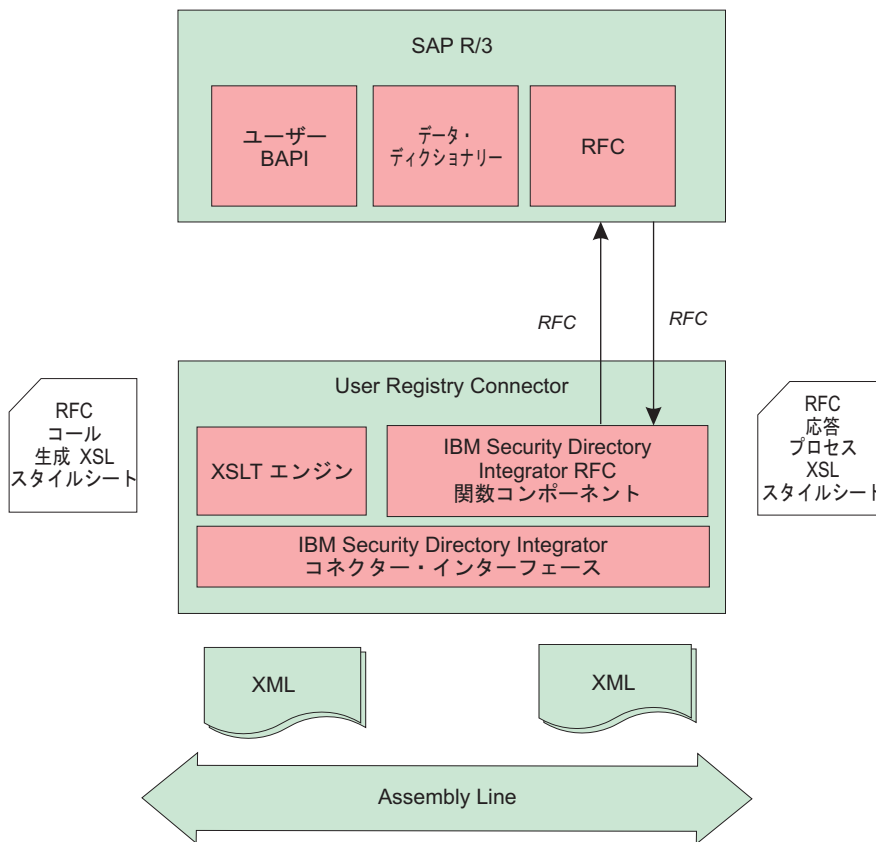 SAP R/3
ユーザー
BAPI
データ・
ディクショナリー
RFC
RFC
RFC
User Registry Connector
RFC
コール
生成 XSL
スタイルシート
XSLT エンジン
IBM Security Directory
Integrator RFC
関数コンポーネント
RFC
応答
プロセス
XSL
スタイルシート
IBM Security Directory Integrator
コネクター・インターフェース
XML
XML
Assembly Line